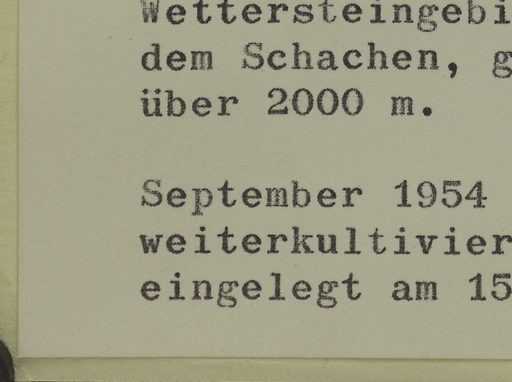 Wettersteingebi
dem Schachen, g
über 2000 m.
September 1954
weiterkultivier
eingelegt am 15